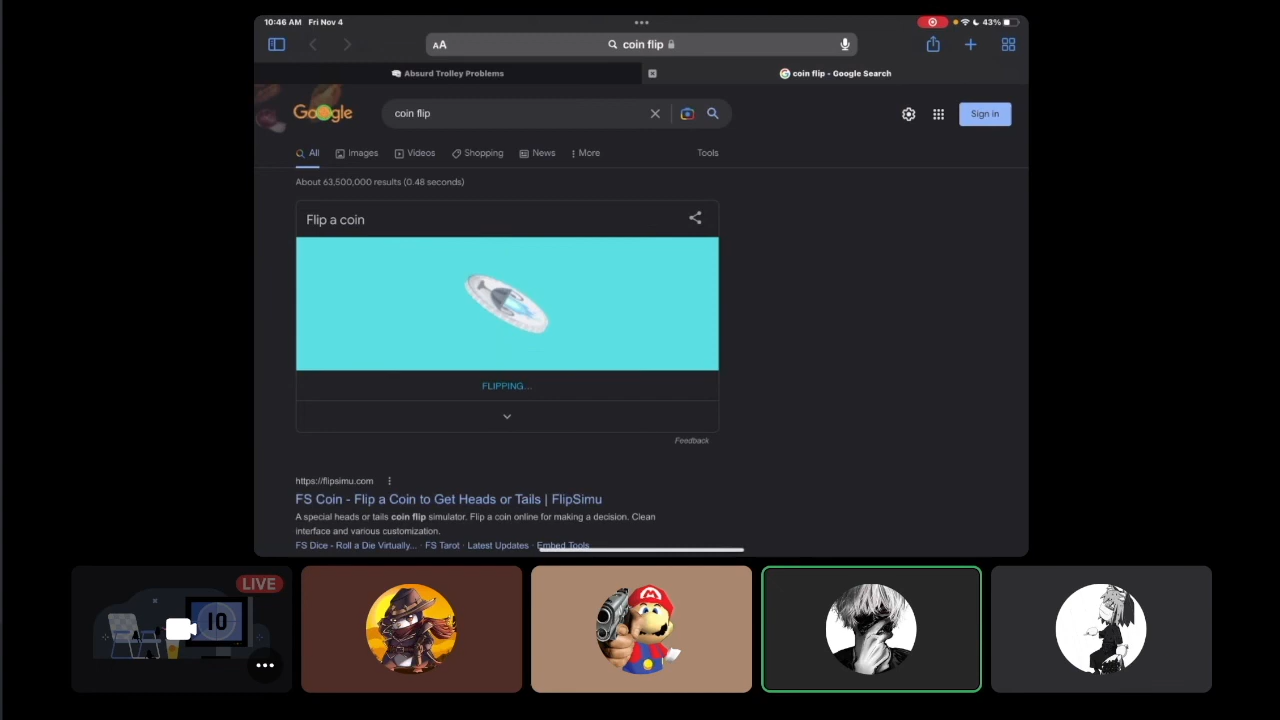 10:46 AM Fri Nov 4
43%
AA
coin flip
Absurd Trolley Problems
coin flip - Google Search
Google
coin flip
Sign in
All
Images
Videos
Shopping
News
More
Tools
About 63,500,000 results (0.48 seconds)
Flip a coin
FLIPPING...
Feedback
https://flipsimu.com
FS Coin - Flip a Coin to Get Heads or Tails | FlipSimu
A special heads or tails coin flip simulator. Flip a coin online for making a decision. Clean
interface and various customization.
FS Dice - Roll a Die Virtually... · FS Tarot · Latest Updates · Embed Tools
LIVE
10